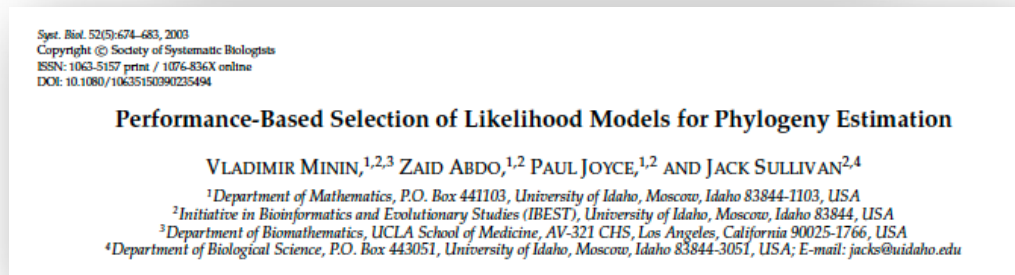 Syst. Biol. 52(5):674–683, 2003
Copyright © Society of Systematic Biologists
ISSN: 1063-5157 print / 1076-836X online
DOI: 10.1080/10635150390235494
Performance-Based Selection of Likelihood Models for Phylogeny Estimation
VLADIMIR MININ,1,2,3 ZAID ABDO,1,2 PAUL JOYCE,1,2 AND JACK SULLIVAN2,4
1Department of Mathematics, P.O. Box 441103, University of Idaho, Moscow, Idaho 83844-1103, USA
2Initiative in Bioinformatics and Evolutionary Studies (IBEST), University of Idaho, Moscow, Idaho 83844, USA
3Department of Biomathematics, UCLA School of Medicine, AV-321 CHS, Los Angeles, California 90025-1766, USA
4Department of Biological Science, P.O. Box 443051, University of Idaho, Moscow, Idaho 83844-3051, USA; E-mail: jacks@uidaho.edu